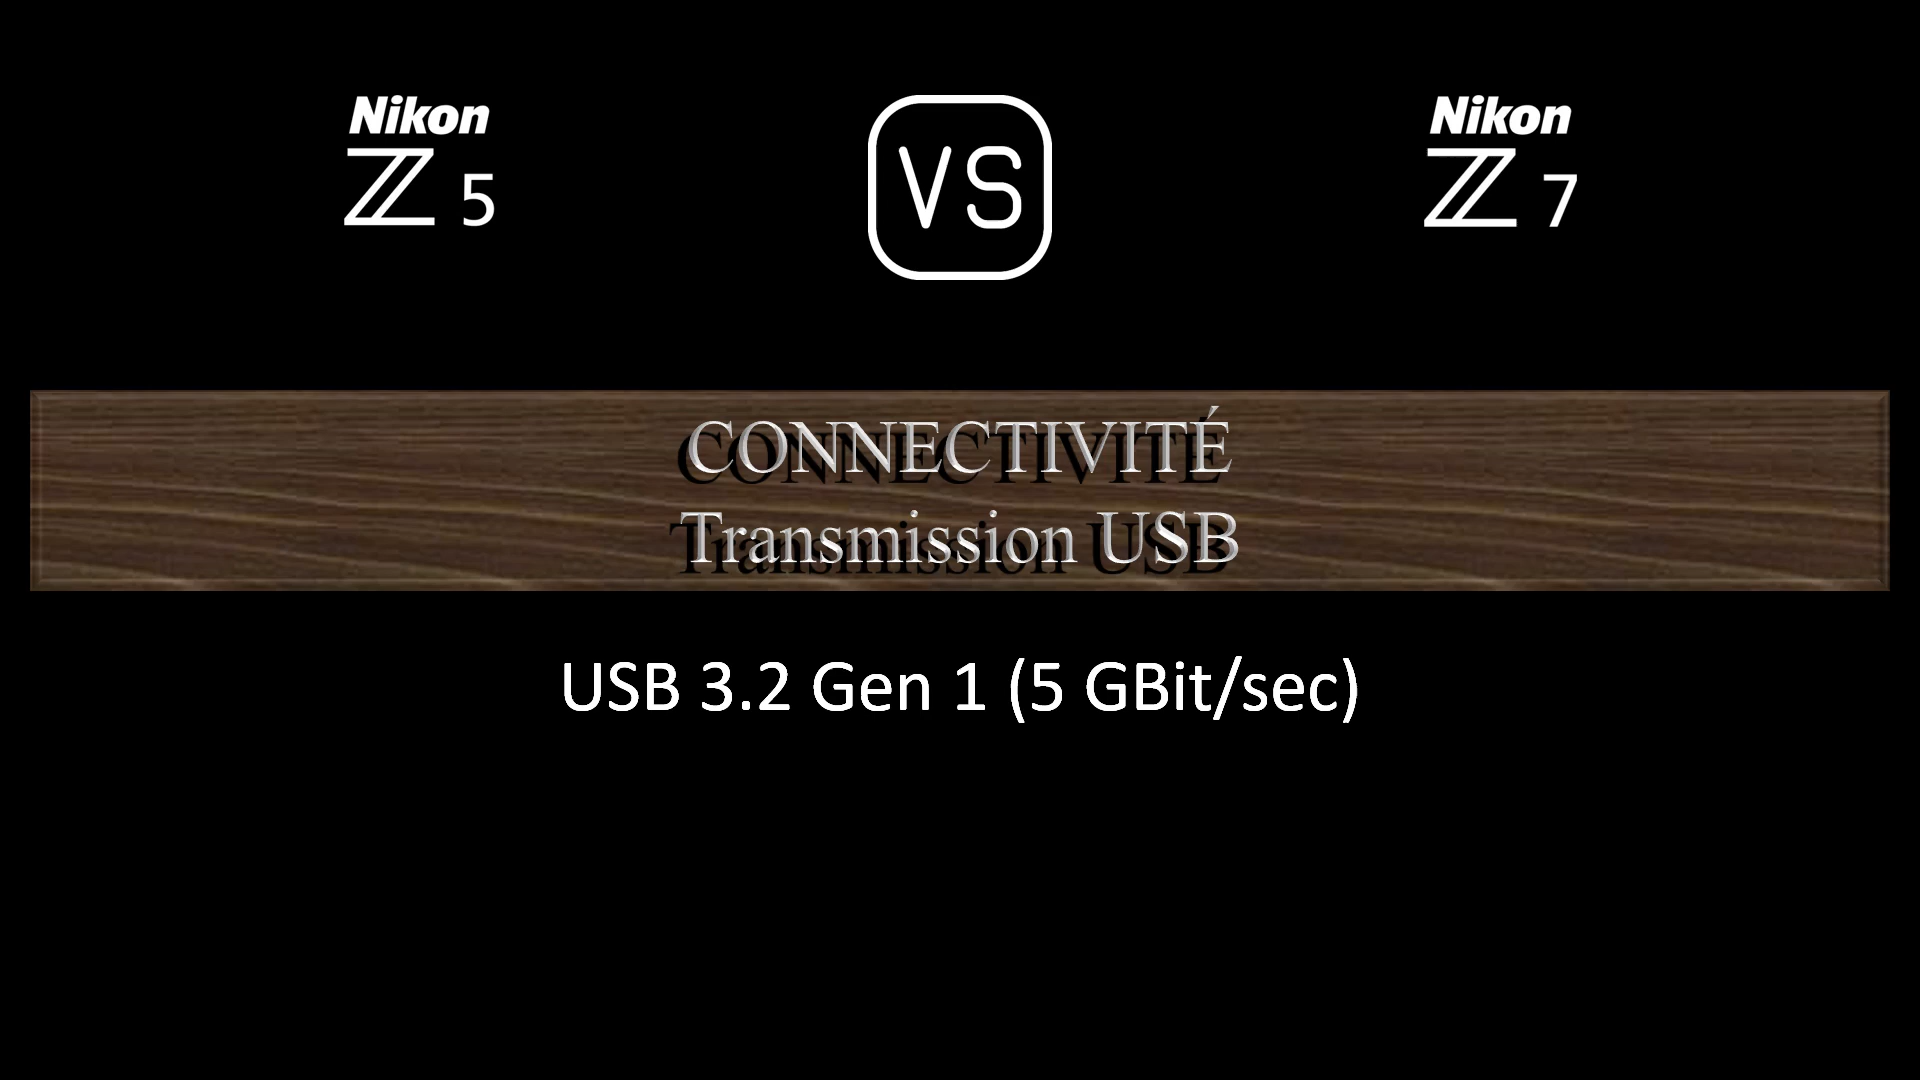 Nikon
Z 5
VS
Nikon
Z 7
CONNECTIVITÉ
Transmission USB
USB 3.2 Gen 1 (5 GBit/sec)